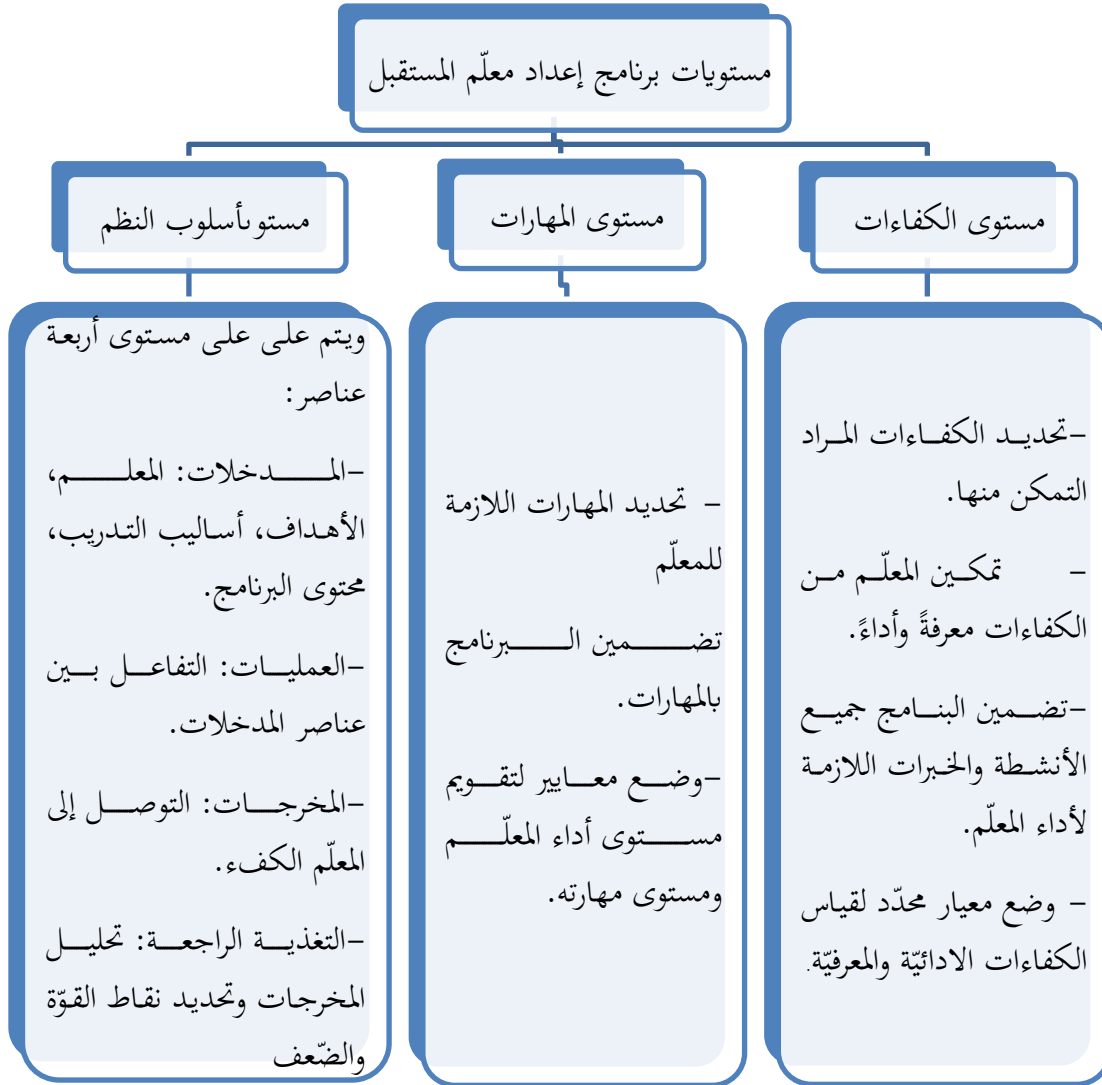 مستويات برنامج إعداد معلّم المستقبل
مستوى الكفاءات
مستوى المهارات
مستوىأسلوب النظم
-تحديد الكفاءات المراد
التمكن منها.
- تمكين المعلّم من
الكفاءات معرفةً وأداءً.
-تضمين البنامج جميع
الأنشطة والخبرات اللازمة
لأداء المعلّم.
- وضع معيار محدّد لقياس
الكفاءات الادائيّة والمعرفيّة.
- تحديد المهارات اللازمة
للمعلّم
تضمين البرنامج
بالمهارات.
-وضع معايير لتقويم
مستوى أداء المعلّم
ومستوى مهارته.
ويتم على على مستوى أربعة
عناصر:
-المدخلات: المعلم،
الأهداف، أساليب التدريب،
محتوى البرنامج.
-العمليات: التفاعل بين
عناصر المدخلات.
-المخرجات: التوصل إلى
المعلّم الكفء.
-التغذية الراجعة: تحليل
المخرجات وتحديد نقاط القوّة
والضّعف